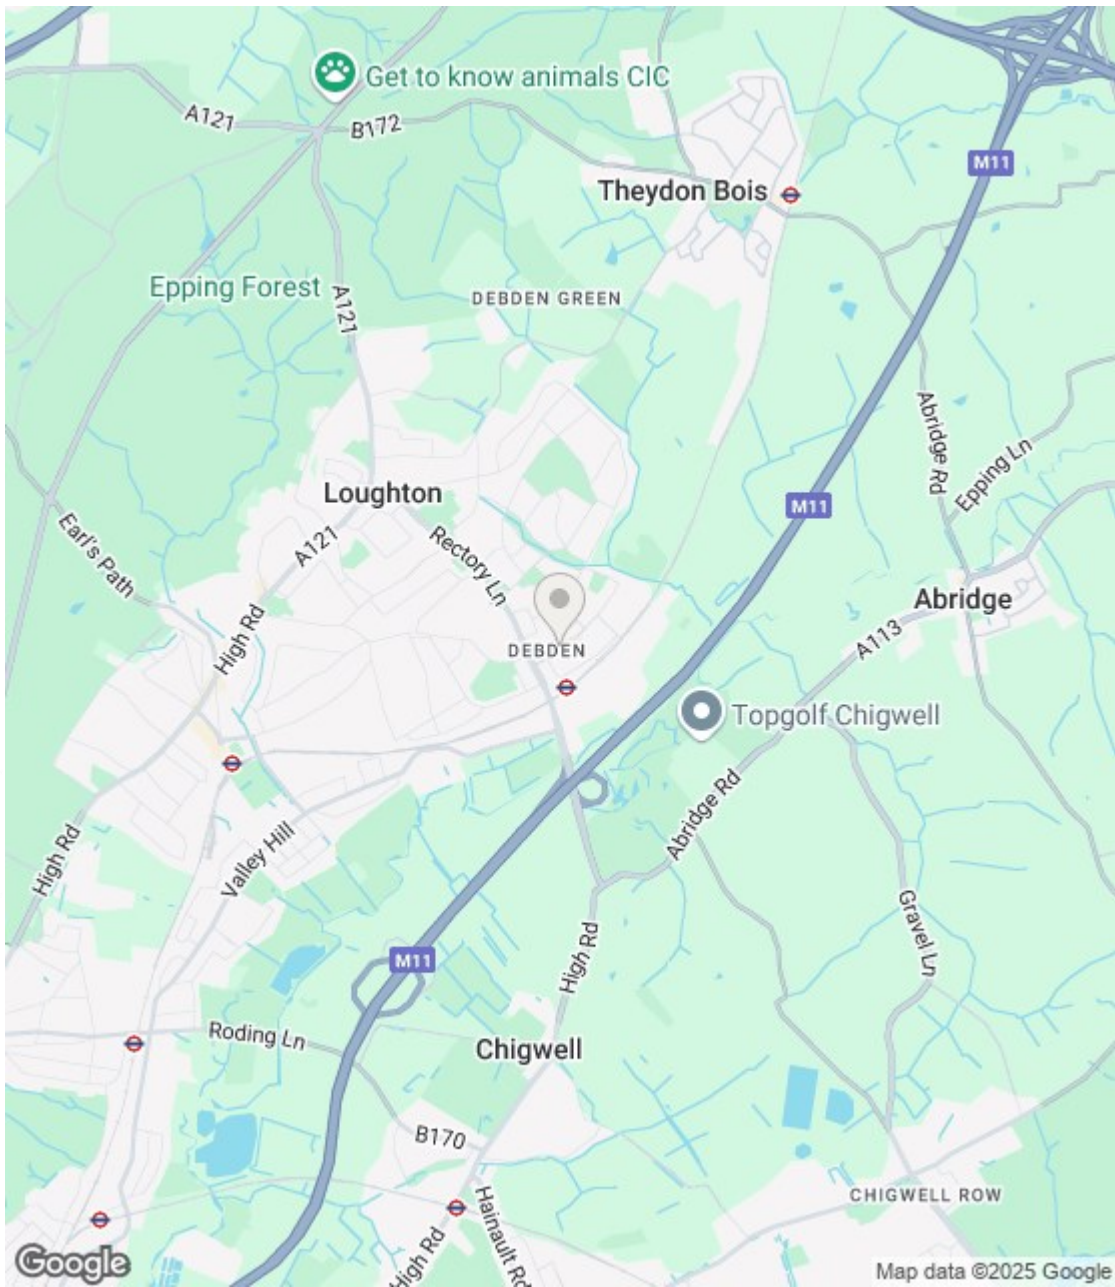 Get to know animals CIC
A121
B172
M11
Theydon Bois
Epping Forest
DEBDEN GREEN
A121
Abridge Rd
Epping Ln
Loughton
M11
A121
Rectory Ln
Earl's Path
High Rd
Abridge
DEBDEN
A113
Topgolf Chigwell
Abridge Rd
Valley Hill
High Rd
Gravel Ln
High Rd
M11
Roding Ln
Chigwell
B170
CHIGWELL ROW
Hainault Rd
High Rd
Google
Map data ©2025 Google